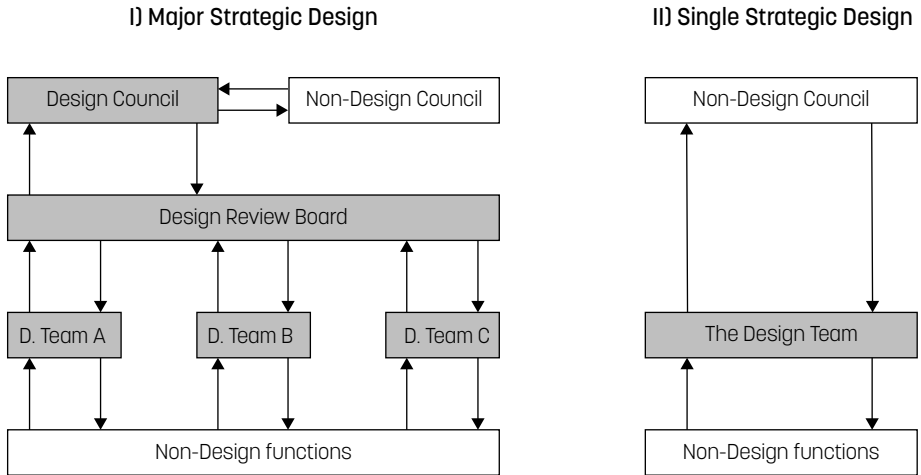 I) Major Strategic Design
II) Single Strategic Design
Design Council
Non-Design Council
Non-Design Council
Design Review Board
D. Team A
D. Team B
D. Team C
The Design Team
Non-Design functions
Non-Design functions